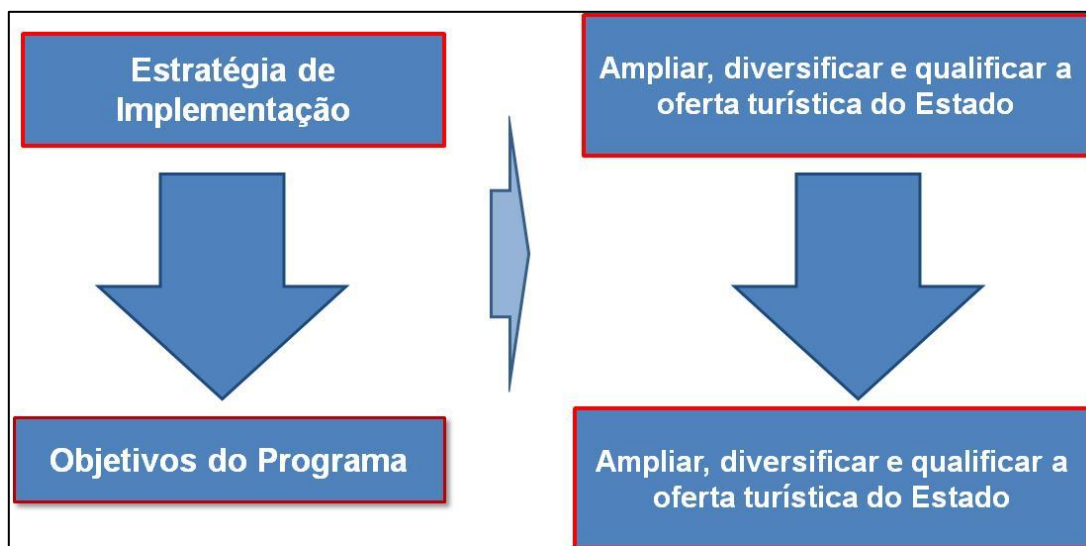 Estratégia de
Implementação
Ampliar, diversificar e qualificar a
oferta turística do Estado
Objetivos do Programa
Ampliar, diversificar e qualificar a
oferta turística do Estado